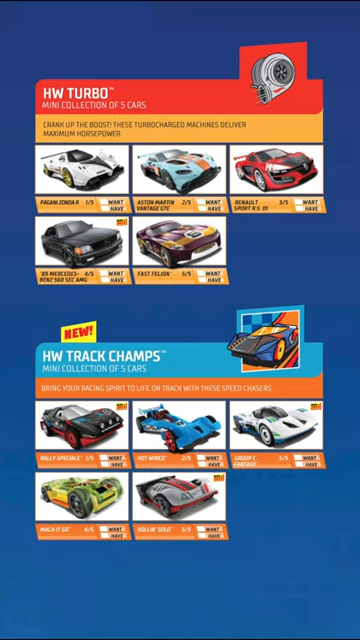 HW TURBO™
MINI COLLECTION OF 5 CARS
CRANK UP THE BOOST! THESE TURBOCHARGED MACHINES DELIVER
MAXIMUM HORSEPOWER.
PAGANI ZONDA R 1/5 WANT
HAVE
ASTON MARTIN 2/5 WANT
VANTAGE GTE HAVE
RENAULT 3/5 WANT
SPORT R.S. 01 HAVE
'89 MERCEDES- 4/5 WANT
BENZ 560 SEC AMG HAVE
FAST FELION 5/5 WANT
HAVE
NEW!
HW TRACK CHAMPS™
MINI COLLECTION OF 5 CARS
BRING YOUR RACING SPIRIT TO LIFE ON TRACK WITH THESE SPEED CHASERS.
RALLY SPECIALE 1/5 WANT
HAVE
HOT WIRED 2/5 WANT
HAVE
GROUP C 3/5 WANT
FANTASY HAVE
MACH IT GO 4/5 WANT
HAVE
ROLLIN' SOLO 5/5 WANT
HAVE